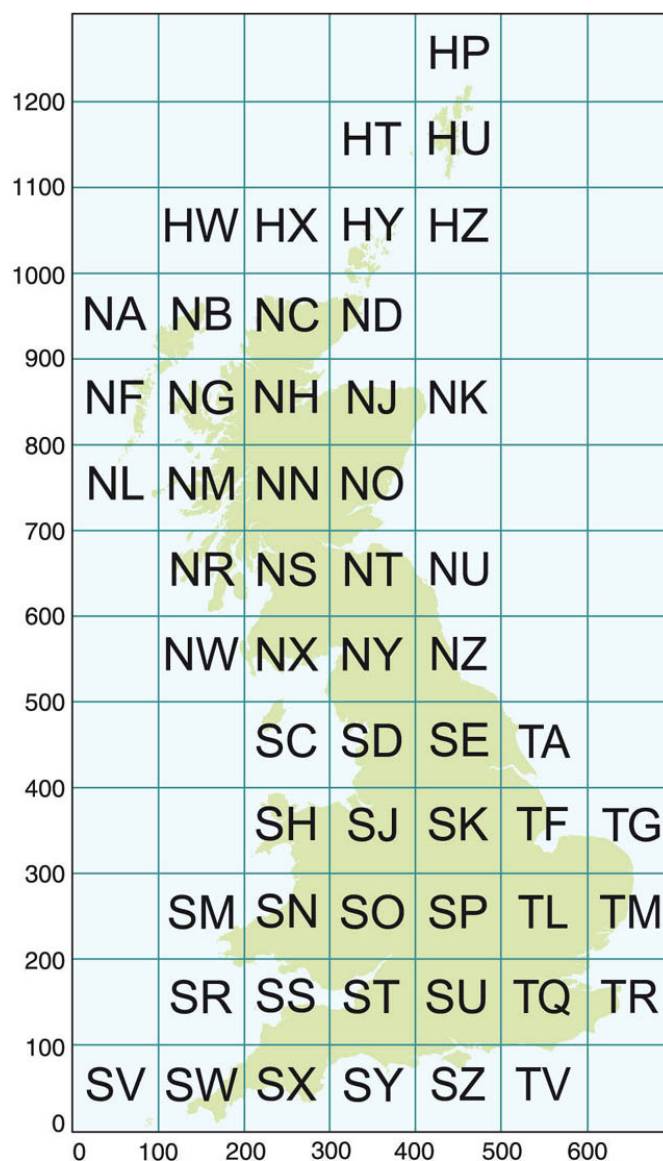 HP
1200
HT HU
1100
HW HX HY HZ
1000
NA NB NC ND
900
NF NG NH NJ NK
800
NL NM NN NO
700
NR NS NT NU
600
NW NX NY NZ
500
SC SD SE TA
400
SH SJ SK TF TG
300
SM SN SO SP TL TM
200
SR SS ST SU TQ TR
100
SV SW SX SY SZ TV
0
0 100 200 300 400 500 600